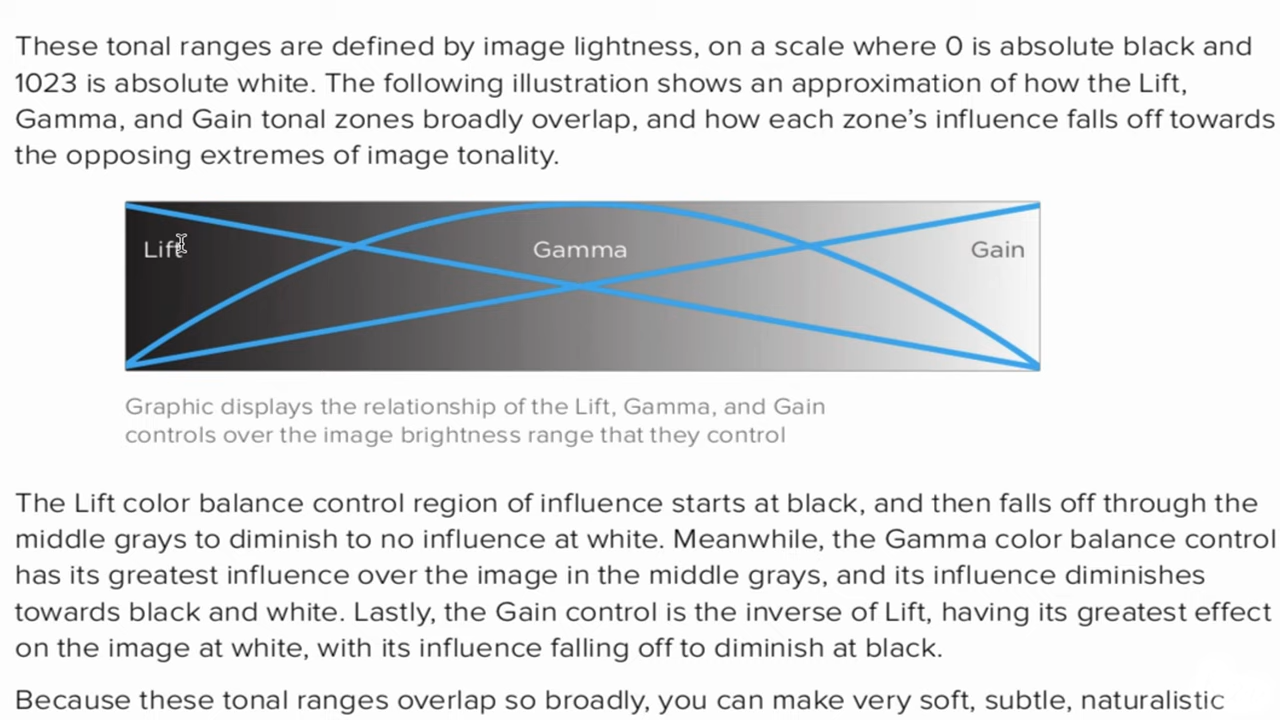 These tonal ranges are defined by image lightness, on a scale where 0 is absolute black and
1023 is absolute white. The following illustration shows an approximation of how the Lift,
Gamma, and Gain tonal zones broadly overlap, and how each zone’s influence falls off towards
the opposing extremes of image tonality.
Lift
Gamma
Gain
Graphic displays the relationship of the Lift, Gamma, and Gain
controls over the image brightness range that they control
The Lift color balance control region of influence starts at black, and then falls off through the
middle grays to diminish to no influence at white. Meanwhile, the Gamma color balance control
has its greatest influence over the image in the middle grays, and its influence diminishes
towards black and white. Lastly, the Gain control is the inverse of Lift, having its greatest effect
on the image at white, with its influence falling off to diminish at black.
Because these tonal ranges overlap so broadly, you can make very soft, subtle, naturalistic